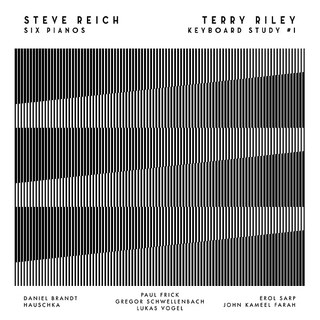 STEVE REICH
SIX PIANOS
TERRY RILEY
KEYBOARD STUDY #1
DANIEL BRANDT
HAUSCHKA
PAUL FRICK
GREGOR SCHWELLENBACH
LUKAS VOGEL
EROL SARP
JOHN KAMEEL FARAH